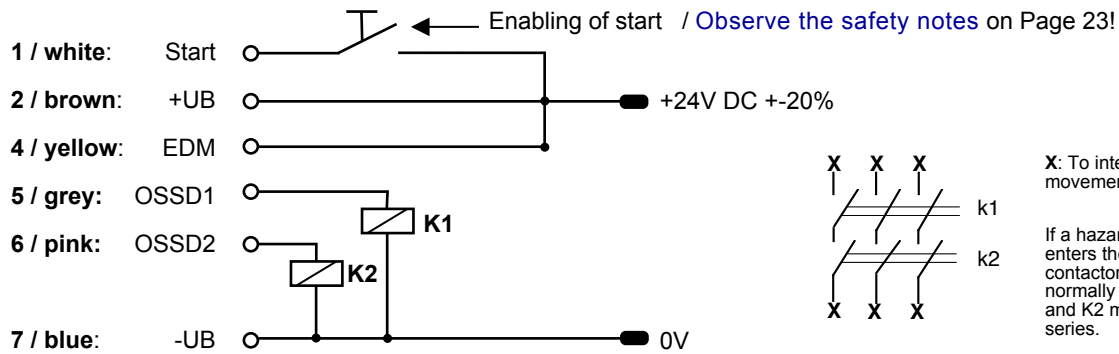 Enabling of start / Observe the safety notes on Page 23!
1 / white: Start
2 / brown: +UB
+24V DC +-20%
4 / yellow: EDM
5 / grey: OSSD1
K1
6 / pink: OSSD2
K2
7 / blue: -UB
0V
X X X
k1
k2
X X X
X: To inte
movemen
If a hazar
enters the
contactor
normally
and K2 m
series.